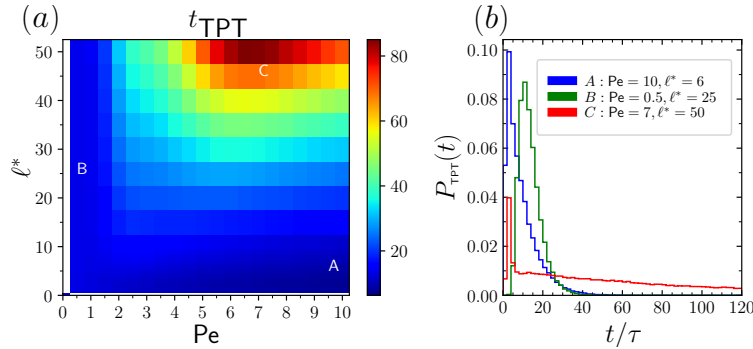 (a)
t_TPT
ℓ*
50
40
30
20
10
0
C
B
A
0 1 2 3 4 5 6 7 8 9 10
Pe
80
60
40
20
(b)
P_TPT(t)
0.10
0.08
0.06
0.04
0.02
0.00
A : Pe = 10, ℓ* = 6
B : Pe = 0.5, ℓ* = 25
C : Pe = 7, ℓ* = 50
0 20 40 60 80 100 120
t/τ